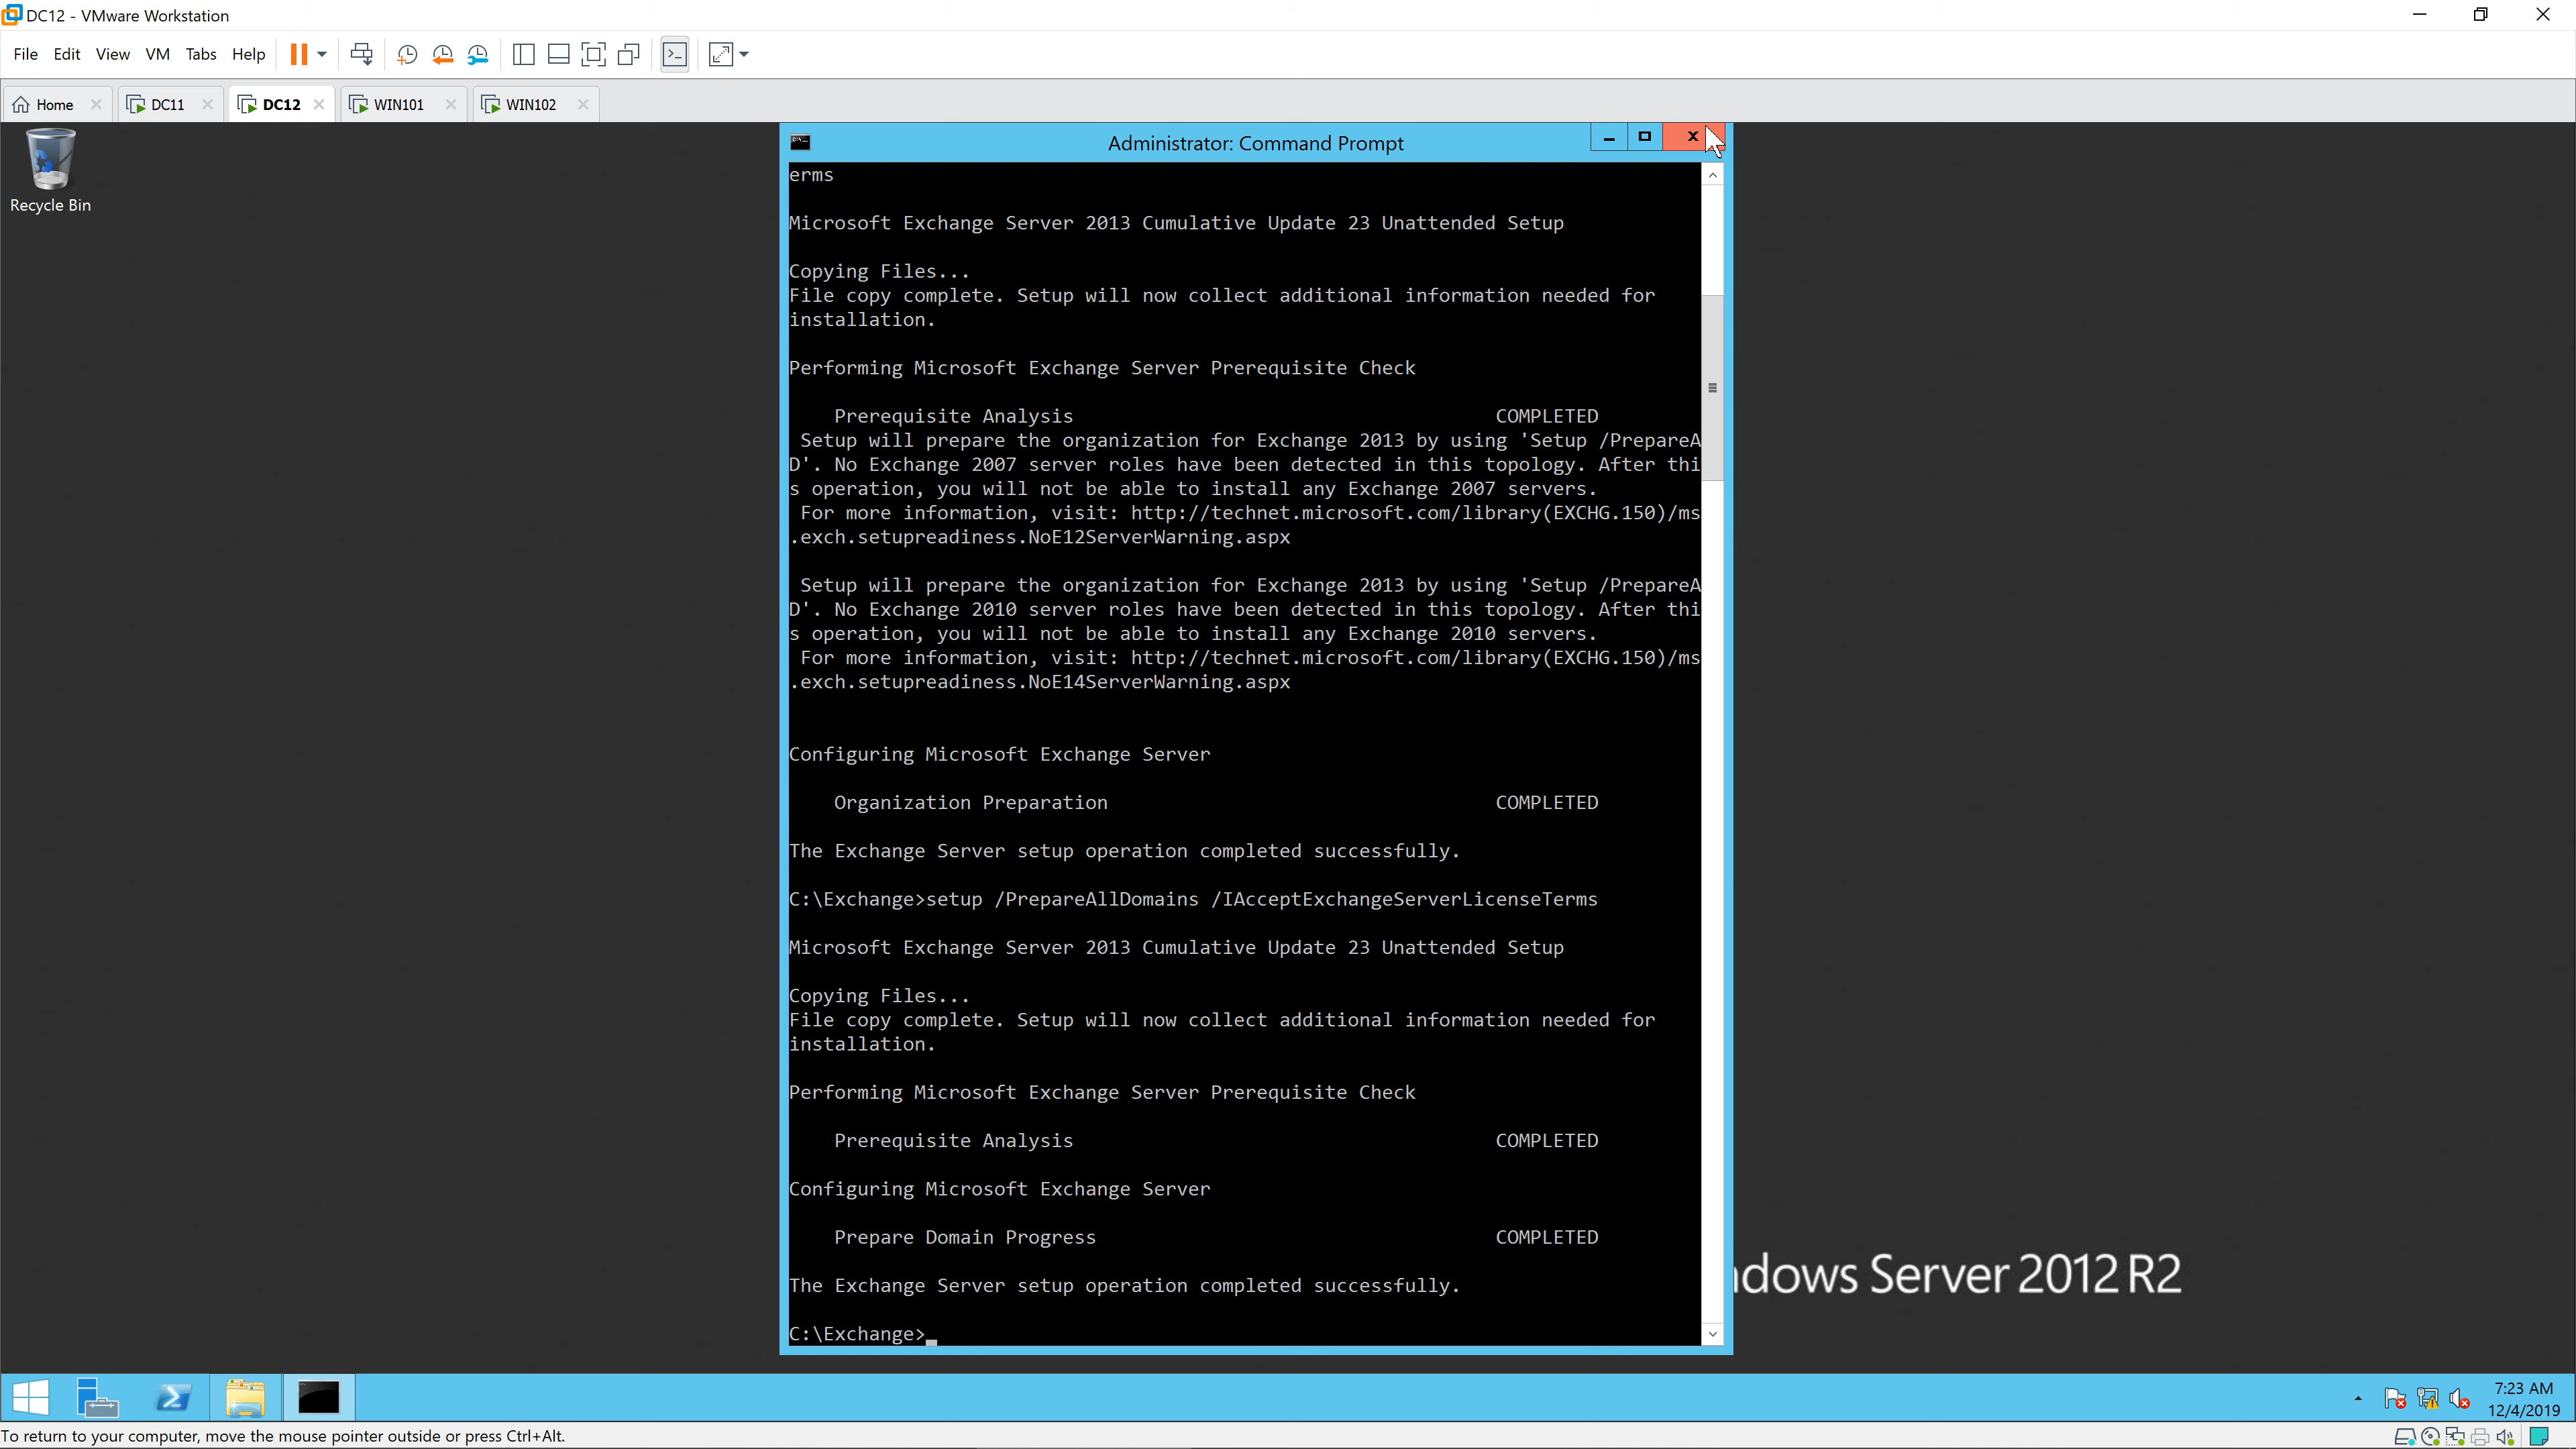 DC12 - VMware Workstation
File Edit View VM Tabs Help
Home DC11 DC12 WIN101 WIN102
Recycle Bin
Administrator: Command Prompt
erms
Microsoft Exchange Server 2013 Cumulative Update 23 Unattended Setup
Copying Files...
File copy complete. Setup will now collect additional information needed for
installation.
Performing Microsoft Exchange Server Prerequisite Check
Prerequisite Analysis COMPLETED
Setup will prepare the organization for Exchange 2013 by using 'Setup /PrepareA
D'. No Exchange 2007 server roles have been detected in this topology. After thi
s operation, you will not be able to install any Exchange 2007 servers.
For more information, visit: http://technet.microsoft.com/library(EXCHG.150)/ms
.exch.setupreadiness.NoE12ServerWarning.aspx
Setup will prepare the organization for Exchange 2013 by using 'Setup /PrepareA
D'. No Exchange 2010 server roles have been detected in this topology. After thi
s operation, you will not be able to install any Exchange 2010 servers.
For more information, visit: http://technet.microsoft.com/library(EXCHG.150)/ms
.exch.setupreadiness.NoE14ServerWarning.aspx
Configuring Microsoft Exchange Server
Organization Preparation COMPLETED
The Exchange Server setup operation completed successfully.
C:\Exchange>setup /PrepareAllDomains /IAcceptExchangeServerLicenseTerms
Microsoft Exchange Server 2013 Cumulative Update 23 Unattended Setup
Copying Files...
File copy complete. Setup will now collect additional information needed for
installation.
Performing Microsoft Exchange Server Prerequisite Check
Prerequisite Analysis COMPLETED
Configuring Microsoft Exchange Server
Prepare Domain Progress COMPLETED
The Exchange Server setup operation completed successfully.
C:\Exchange>
ndows Server 2012 R2
7:23 AM
12/4/2019
To return to your computer, move the mouse pointer outside or press Ctrl+Alt.